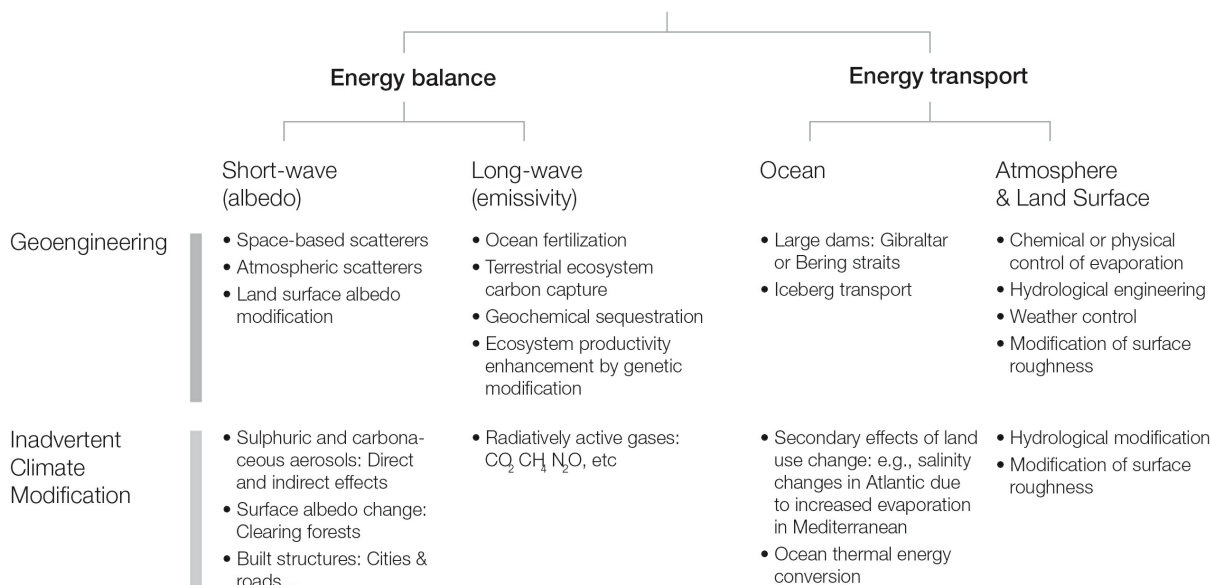 Energy balance
Energy transport
Short-wave
(albedo)
Long-wave
(emissivity)
Ocean
Atmosphere
& Land Surface
Geoengineering
• Space-based scatterers
• Atmospheric scatterers
• Land surface albedo
modification
• Ocean fertilization
• Terrestrial ecosystem
carbon capture
• Geochemical sequestration
• Ecosystem productivity
enhancement by genetic
modification
• Large dams: Gibraltar
or Bering straits
• Iceberg transport
• Chemical or physical
control of evaporation
• Hydrological engineering
• Weather control
• Modification of surface
roughness
Inadvertent
Climate
Modification
• Sulphuric and carbona-
ceous aerosols: Direct
and indirect effects
• Surface albedo change:
Clearing forests
• Built structures: Cities &
roads
• Radiatively active gases:
CO₂ CH₄ N₂O, etc
• Secondary effects of land
use change: e.g., salinity
changes in Atlantic due
to increased evaporation
in Mediterranean
• Ocean thermal energy
conversion
• Hydrological modification
• Modification of surface
roughness